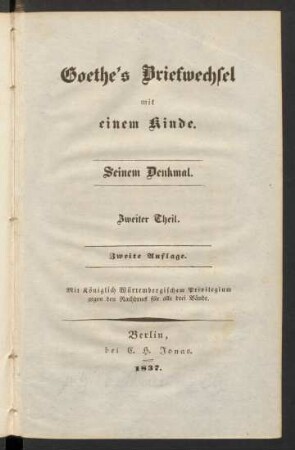 Goethe's Briefwechsel
mit
einem Kinde.
Seinem Denkmal.
Zweiter Theil.
Zweite Auflage.
Mit Königlich Würtembergischem Privilegium
gegen den Nachdruck für alle drei Bände.
Berlin,
bei E. H. Jonas.
1837.